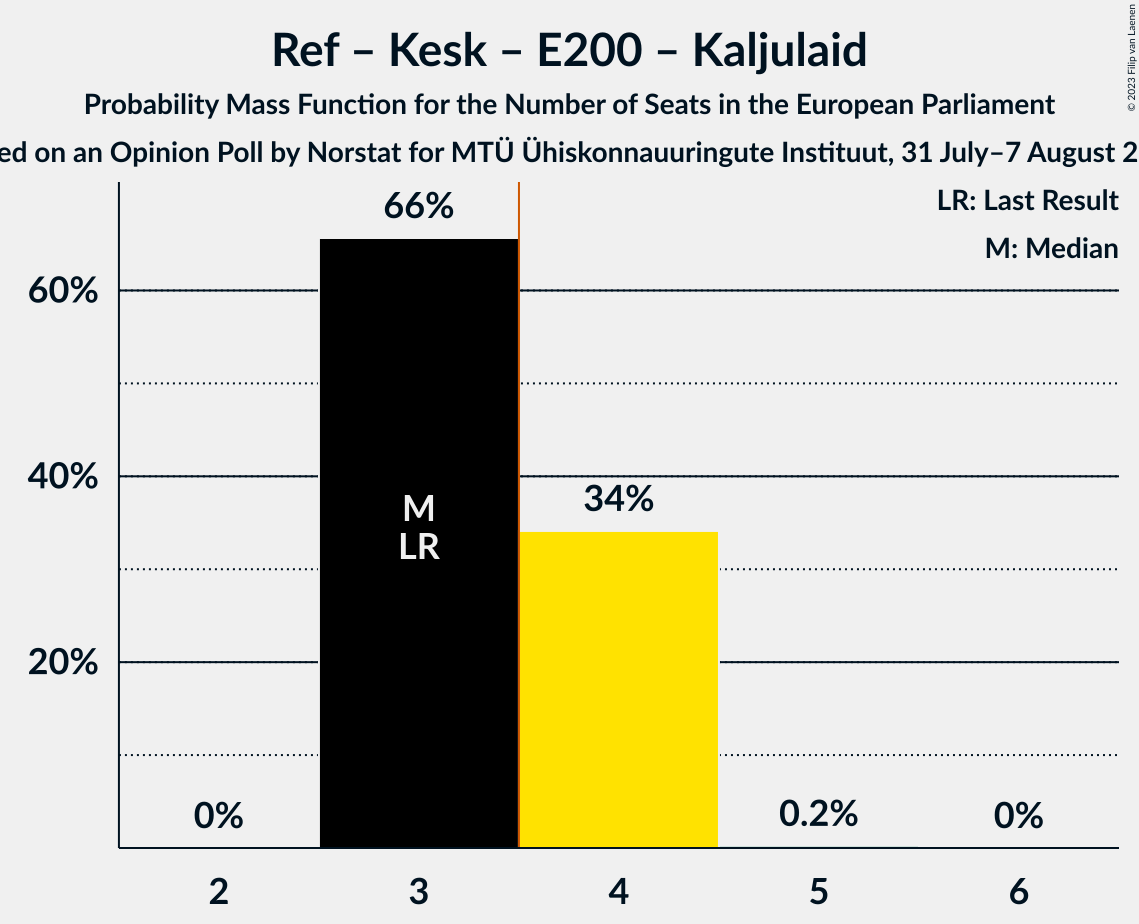 Ref – Kesk – E200 – Kaljulaid
Probability Mass Function for the Number of Seats in the European Parliament
on an Opinion Poll by Norstat for MTÜ Ühiskonnauuringute Instituut, 31 July–7 August
© 2023 Filip van Laenen
LR: Last Result
M: Median
66%
60%
40%
34%
M
LR
20%
0%
0.2%
0%
2
3
4
5
6